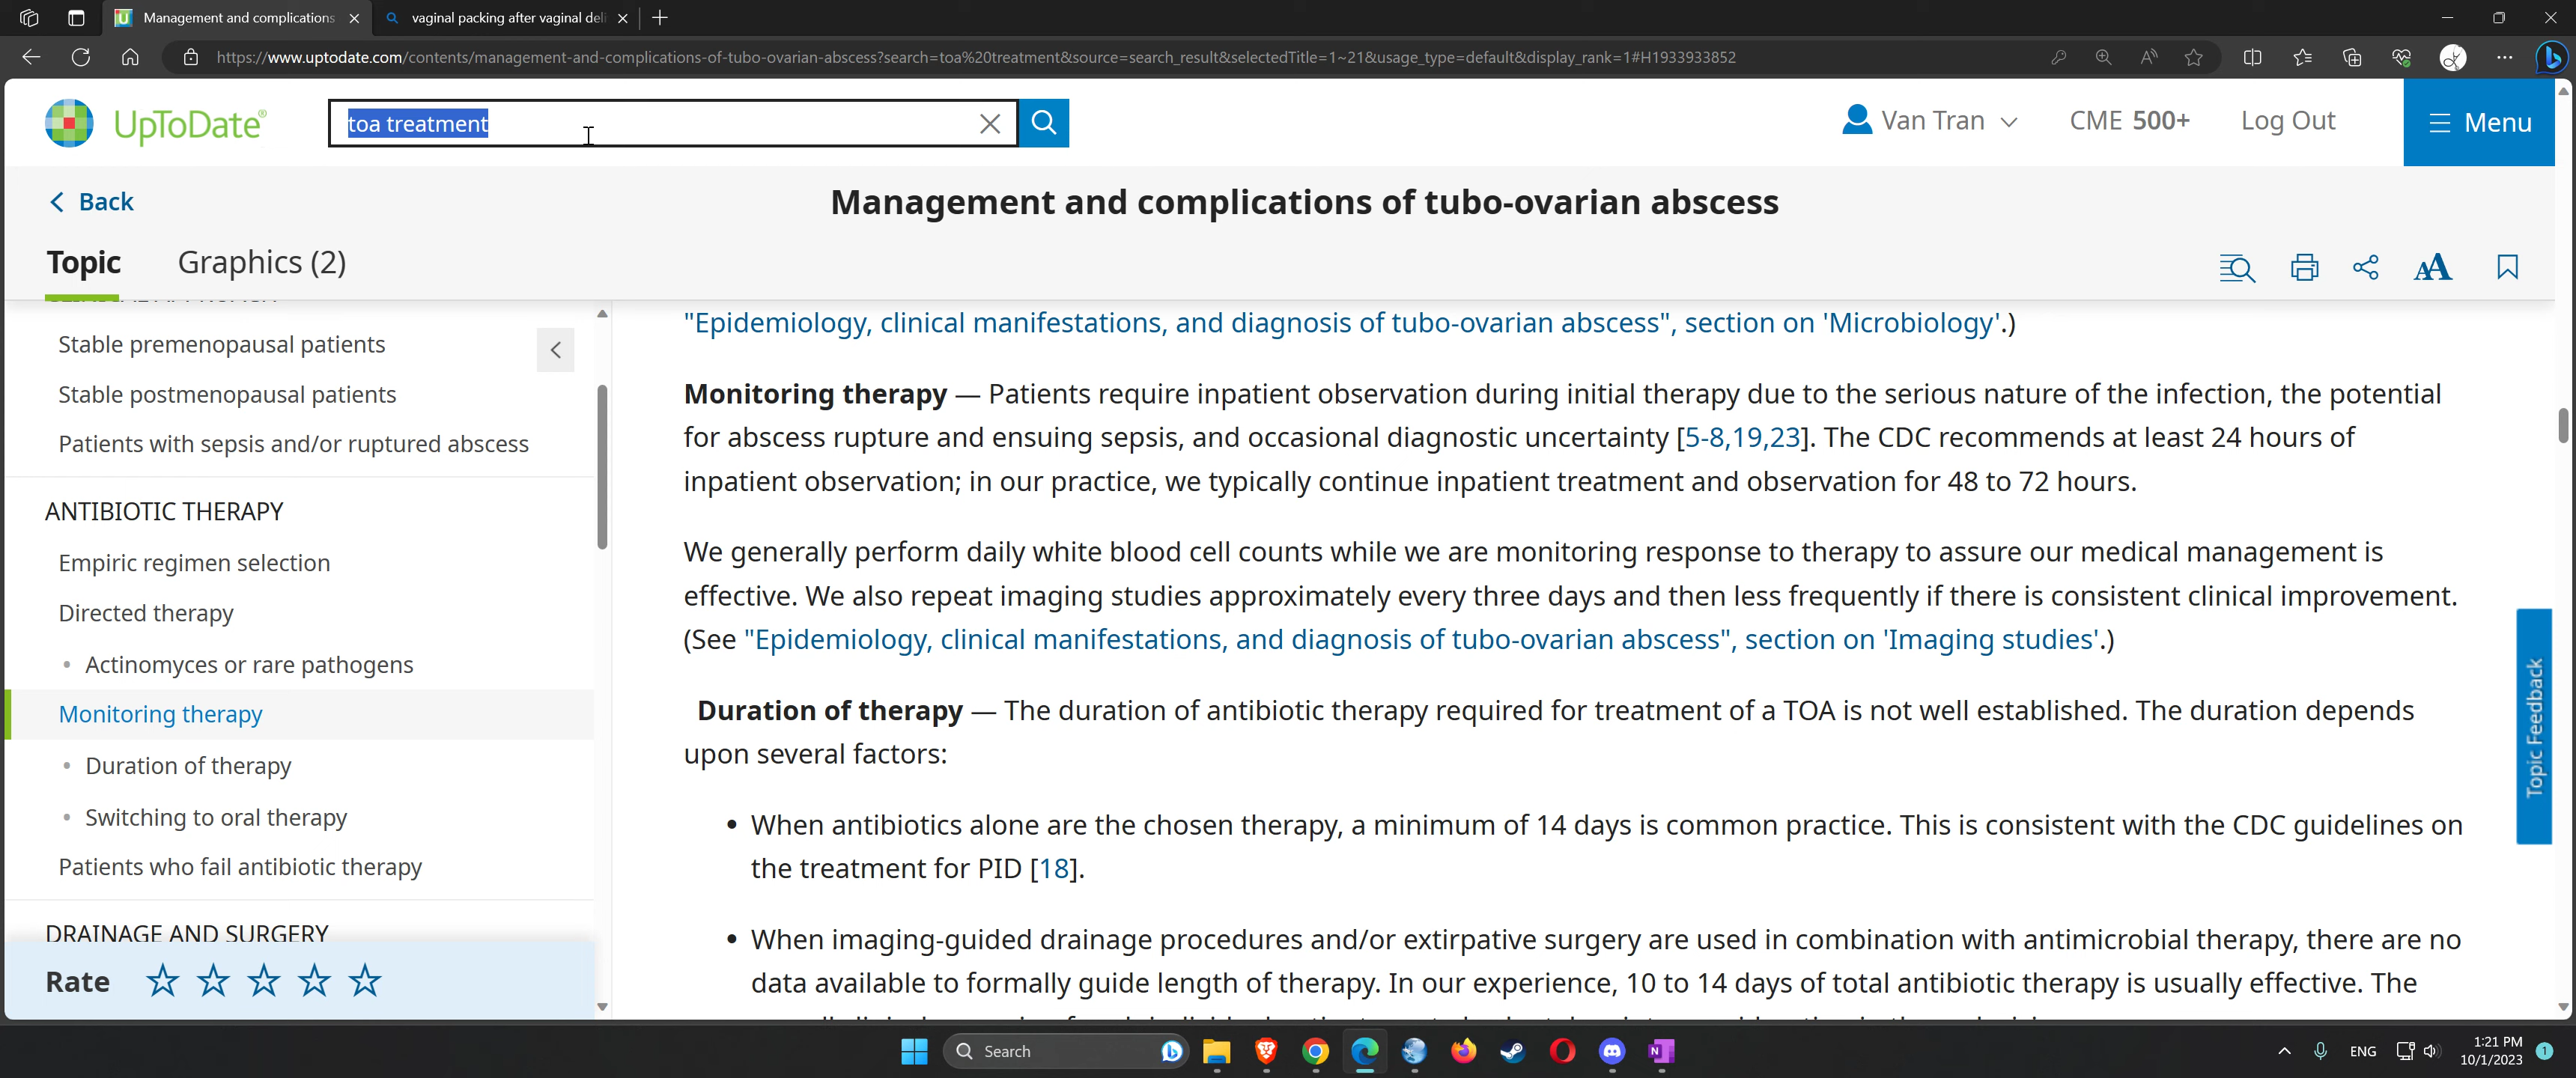 Management and complications
vaginal packing after vaginal deli
https://www.uptodate.com/contents/management-and-complications-of-tubo-ovarian-abscess?search=toa%20treatment&source=search_result&selectedTitle=1~21&usage_type=default&display_rank=1#H1933933852
UpToDate®
toa treatment
Van Tran
CME 500+
Log Out
Menu
Back
Management and complications of tubo-ovarian abscess
Topic
Graphics (2)
Stable premenopausal patients
Stable postmenopausal patients
Patients with sepsis and/or ruptured abscess
ANTIBIOTIC THERAPY
Empiric regimen selection
Directed therapy
• Actinomyces or rare pathogens
Monitoring therapy
• Duration of therapy
• Switching to oral therapy
Patients who fail antibiotic therapy
DRAINAGE AND SURGERY
Rate
"Epidemiology, clinical manifestations, and diagnosis of tubo-ovarian abscess", section on 'Microbiology'.)
Monitoring therapy — Patients require inpatient observation during initial therapy due to the serious nature of the infection, the potential
for abscess rupture and ensuing sepsis, and occasional diagnostic uncertainty [5-8,19,23]. The CDC recommends at least 24 hours of
inpatient observation; in our practice, we typically continue inpatient treatment and observation for 48 to 72 hours.
We generally perform daily white blood cell counts while we are monitoring response to therapy to assure our medical management is
effective. We also repeat imaging studies approximately every three days and then less frequently if there is consistent clinical improvement.
(See "Epidemiology, clinical manifestations, and diagnosis of tubo-ovarian abscess", section on 'Imaging studies'.)
Duration of therapy — The duration of antibiotic therapy required for treatment of a TOA is not well established. The duration depends
upon several factors:
• When antibiotics alone are the chosen therapy, a minimum of 14 days is common practice. This is consistent with the CDC guidelines on
the treatment for PID [18].
• When imaging-guided drainage procedures and/or extirpative surgery are used in combination with antimicrobial therapy, there are no
data available to formally guide length of therapy. In our experience, 10 to 14 days of total antibiotic therapy is usually effective. The
Topic Feedback
Search
ENG
1:21 PM
10/1/2023
1